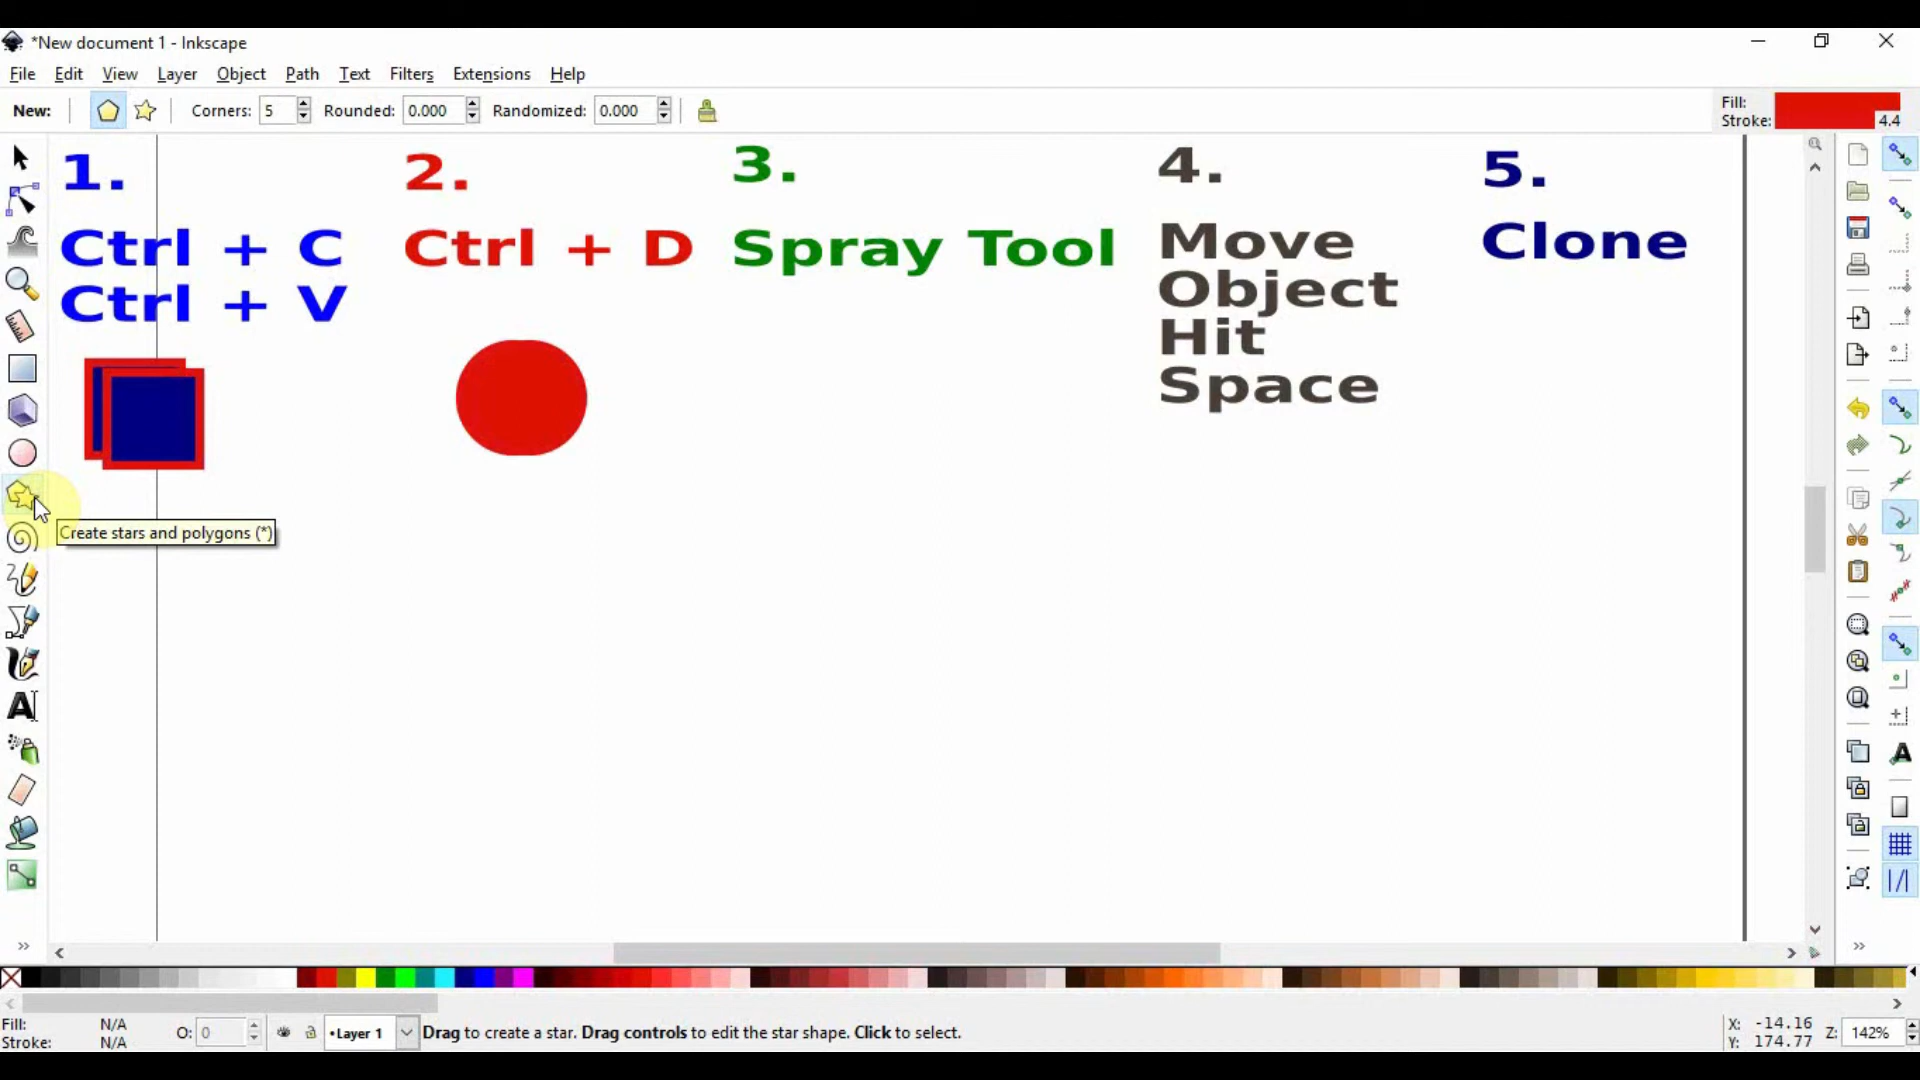 *New document 1 - Inkscape
File Edit View Layer Object Path Text Filters Extensions Help
New: Corners: 5 Rounded: 0.000 Randomized: 0.000
Fill:
Stroke: 4.4
1.
Ctrl + C
Ctrl + V
2.
Ctrl + D
3.
Spray Tool
4.
Move
Object
Hit
Space
5.
Clone
Create stars and polygons (*)
Fill: N/A
Stroke: N/A
O: 0
•Layer 1
Drag to create a star. Drag controls to edit the star shape. Click to select.
X: -14.16
Y: 174.77
Z: 142%